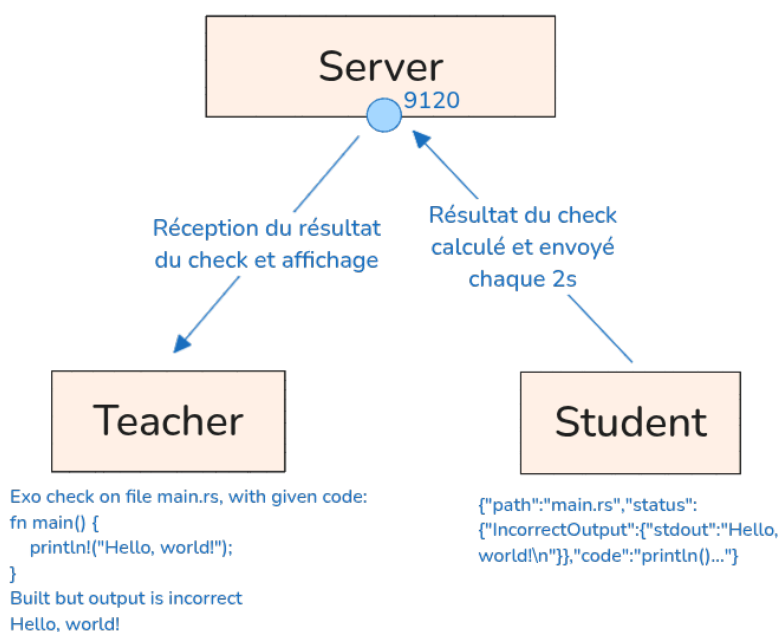 Server
9120
Réception du résultat
du check et affichage
Résultat du check
calculé et envoyé
chaque 2s
Teacher
Student
Exo check on file main.rs, with given code:
fn main() {
    println!("Hello, world!");
}
Built but output is incorrect
Hello, world!
{"path":"main.rs","status":
{"IncorrectOutput":{"stdout":"Hello,
world!\n"}},"code":"println()..."}